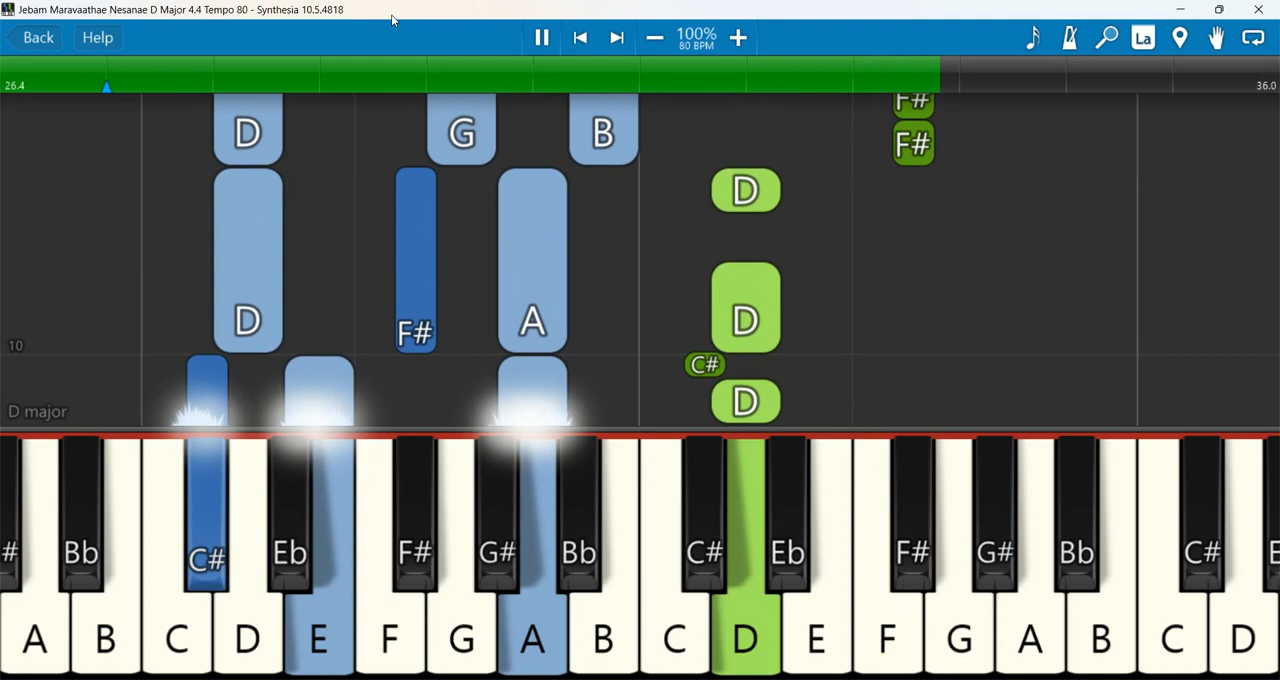 Jebam Maravaathae Nesanae D Major 4.4 Tempo 80 - Synthesia 10.5.4818
Back Help 100% La
80 BPM
26.4 36.0
F#
D G B F#
D
D F# A D
10
C#
D major D
# Bb C# Eb F# G# Bb C# Eb F# G# Bb C# E
A B C D E F G A B C D E F G A B C D